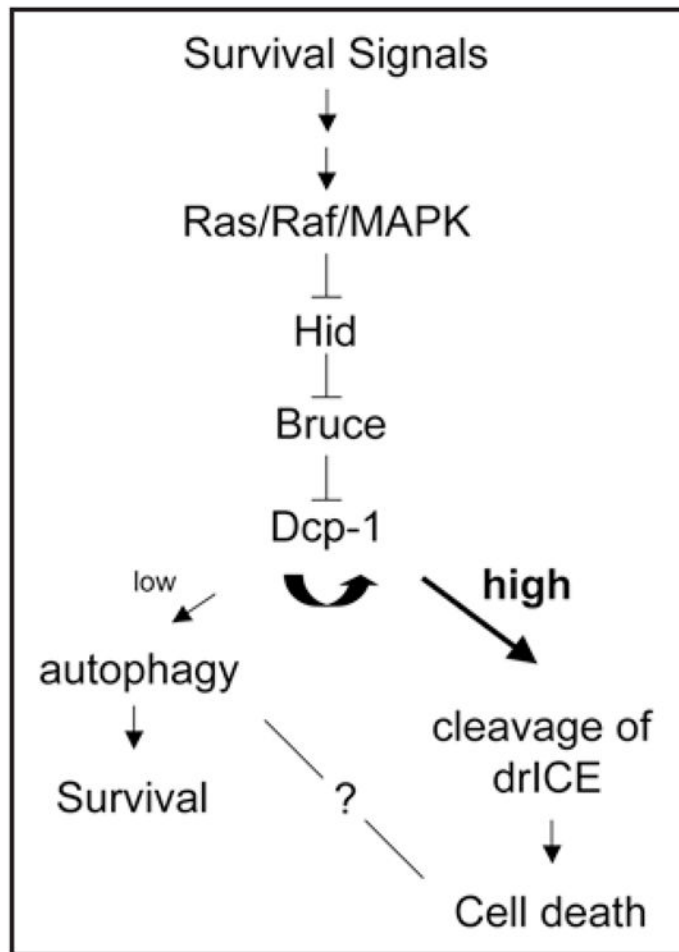 Survival Signals
Ras/Raf/MAPK
Hid
Bruce
Dcp-1
low
high
autophagy
cleavage of
drICE
Survival
?
Cell death